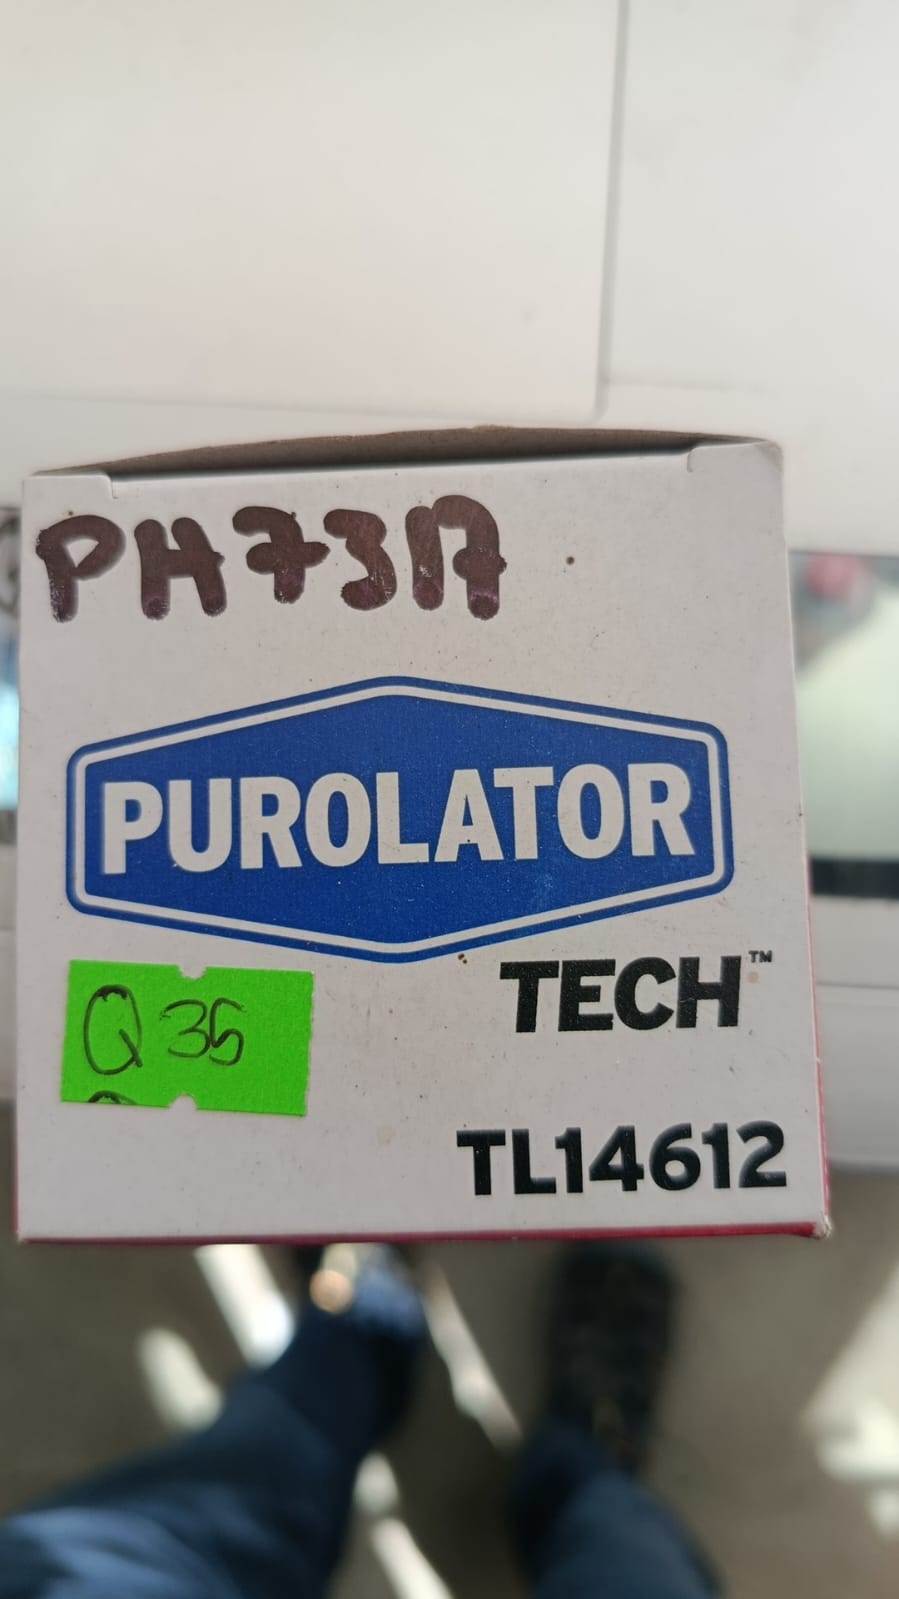 PH7317
PUROLATOR
TECH™
Q35
TL14612